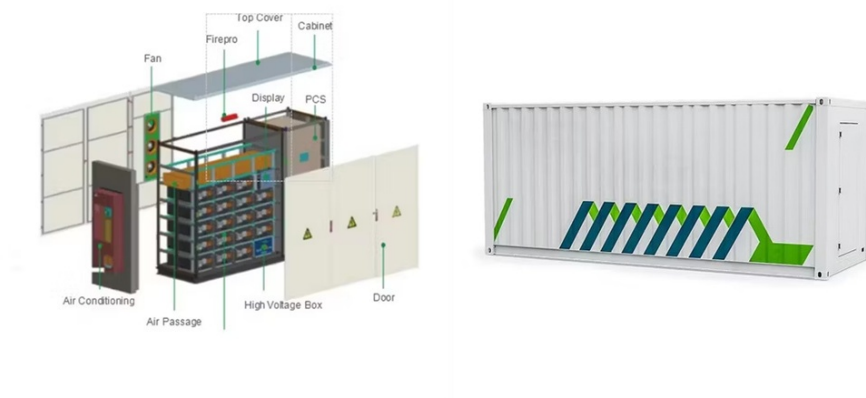 Top Cover
Cabinet
Firepro
Fan
Display
PCS
Air Conditioning
High Voltage Box
Door
Air Passage